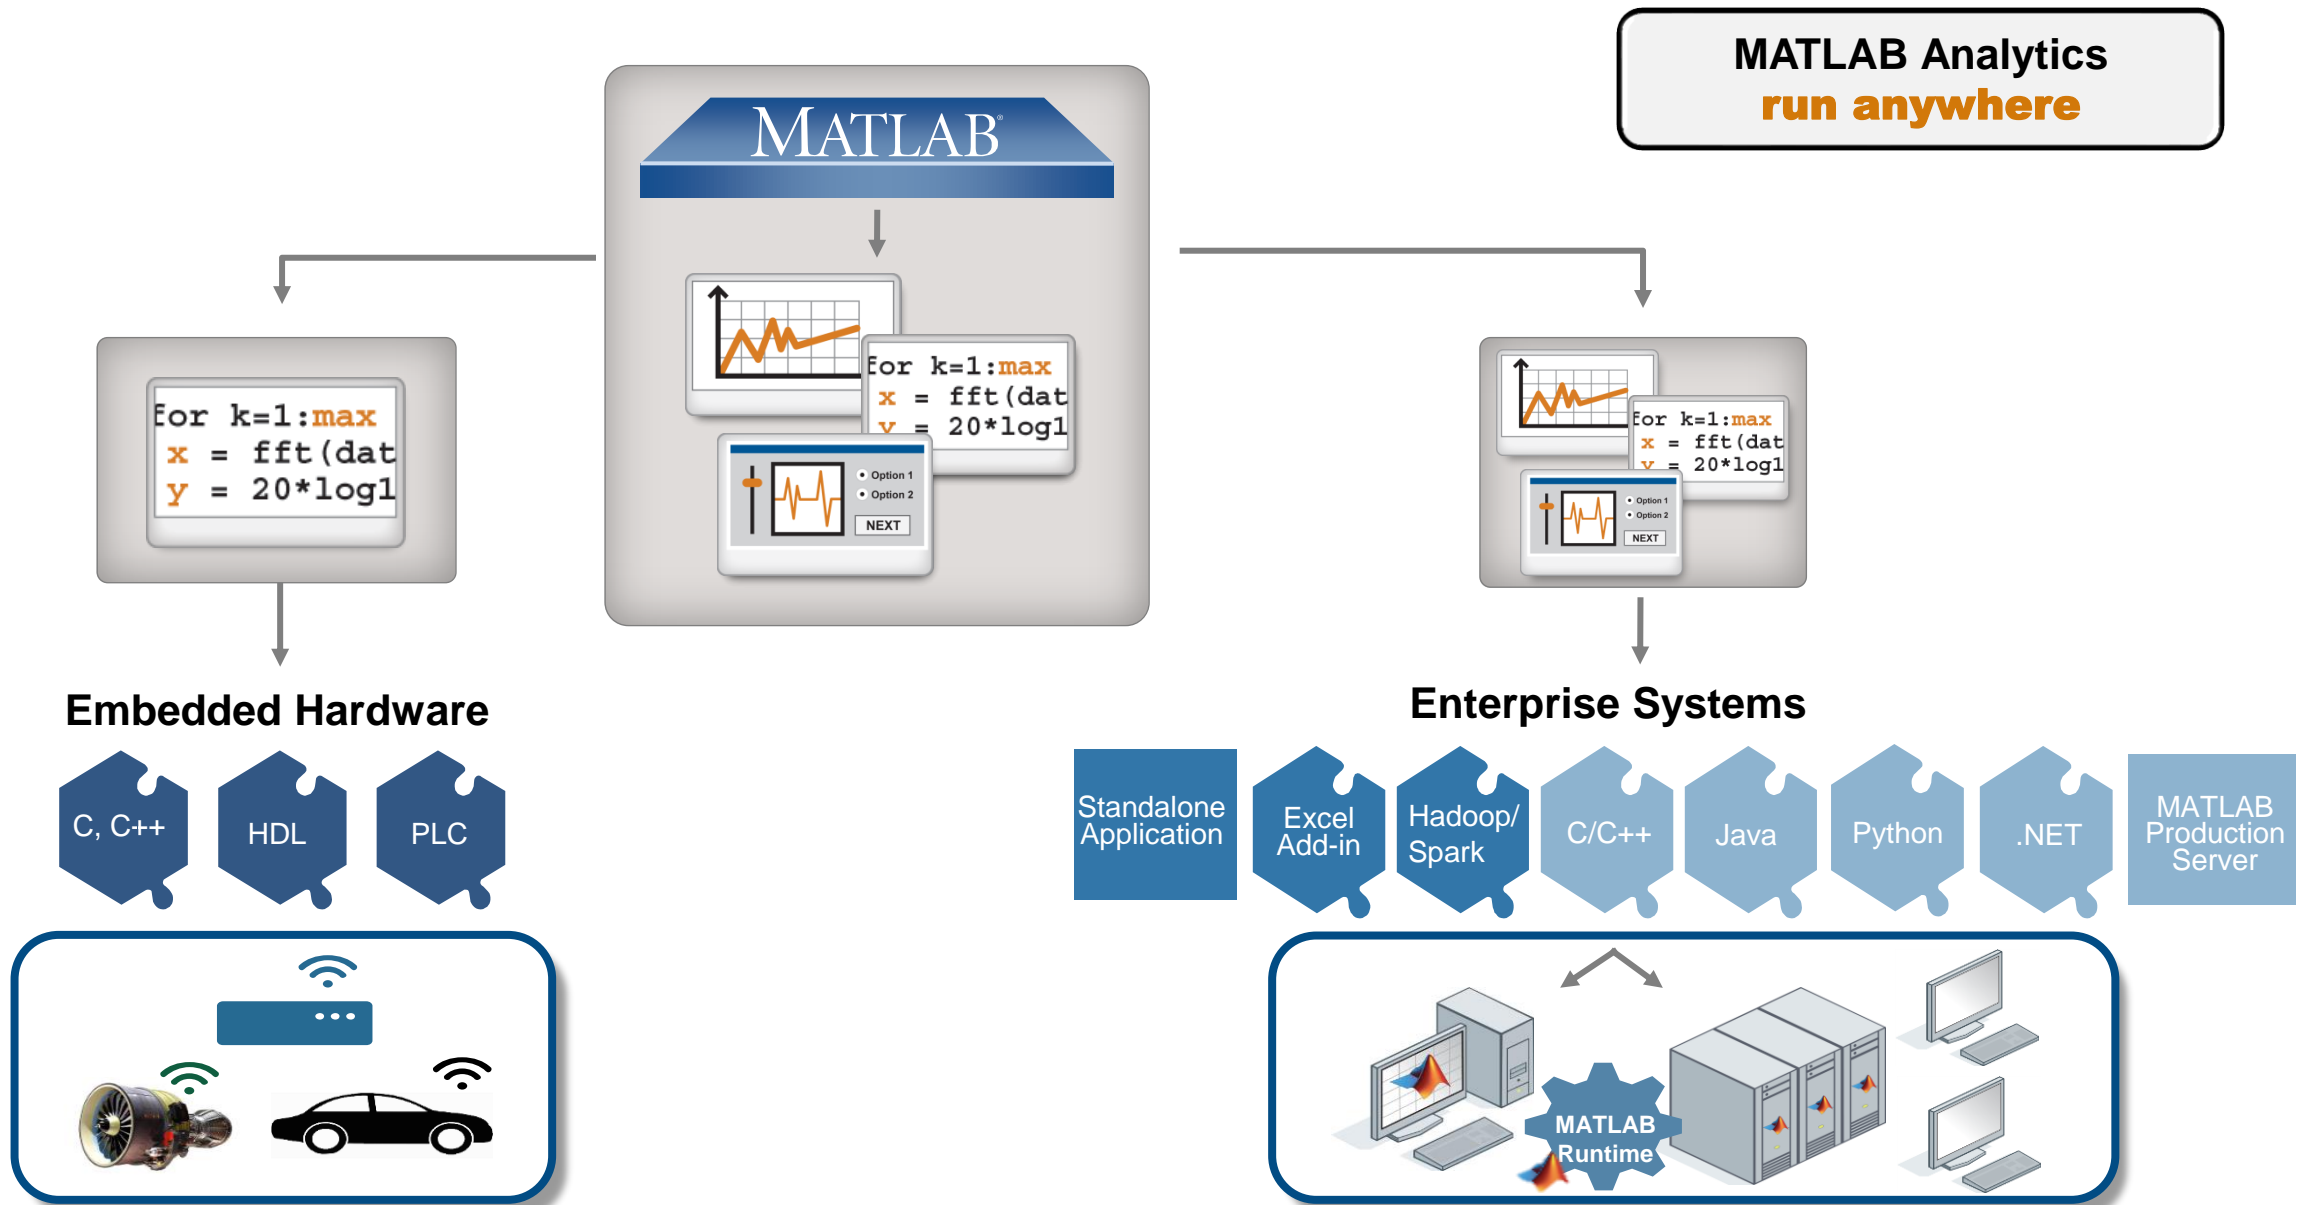 MATLAB Analytics
run anywhere
MATLAB®
for k=1:max
x = fft(dat
y = 20*log1
for k=1:max
x = fft(dat
y = 20*log1
Option 1
Option 2
NEXT
for k=1:max
x = fft(dat
y = 20*log1
Option 1
Option 2
NEXT
Embedded Hardware
C, C++
HDL
PLC
Enterprise Systems
Standalone
Application
Excel
Add-in
Hadoop/
Spark
C/C++
Java
Python
.NET
MATLAB
Production
Server
MATLAB
Runtime